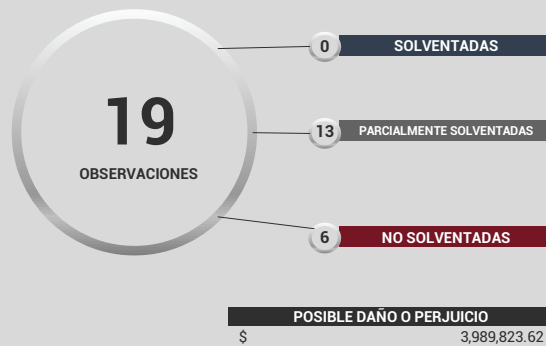 0 SOLVENTADAS
19
OBSERVACIONES
13 PARCIALMENTE SOLVENTADAS
6 NO SOLVENTADAS
POSIBLE DAÑO O PERJUICIO
$ 3,989,823.62